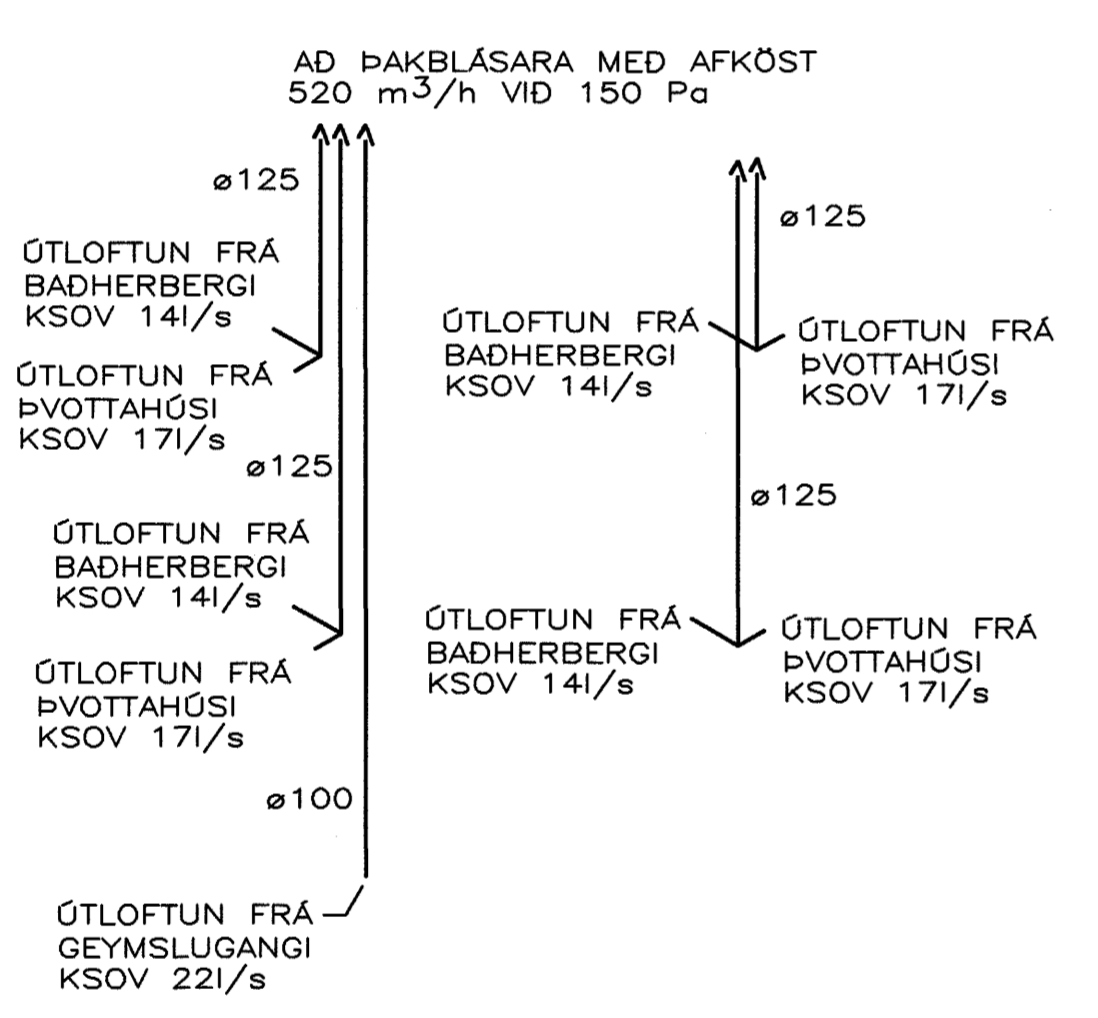 AÐ ÞAKBLÁSARA MEÐ AFKÖST
520 m3/h VIÐ 150 Pa
ø125
ÚTLOFTUN FRÁ
BAÐHERBERGI
KSOV 14l/s
ÚTLOFTUN FRÁ
ÞVOTTAHÚSI
KSOV 17l/s
ø125
ÚTLOFTUN FRÁ
BAÐHERBERGI
KSOV 14l/s
ÚTLOFTUN FRÁ
ÞVOTTAHÚSI
KSOV 17l/s
ø100
ÚTLOFTUN FRÁ
GEYMSLUGANGI
KSOV 22l/s
ø125
ÚTLOFTUN FRÁ
BAÐHERBERGI
KSOV 14l/s
ÚTLOFTUN FRÁ
ÞVOTTAHÚSI
KSOV 17l/s
ø125
ÚTLOFTUN FRÁ
BAÐHERBERGI
KSOV 14l/s
ÚTLOFTUN FRÁ
ÞVOTTAHÚSI
KSOV 17l/s